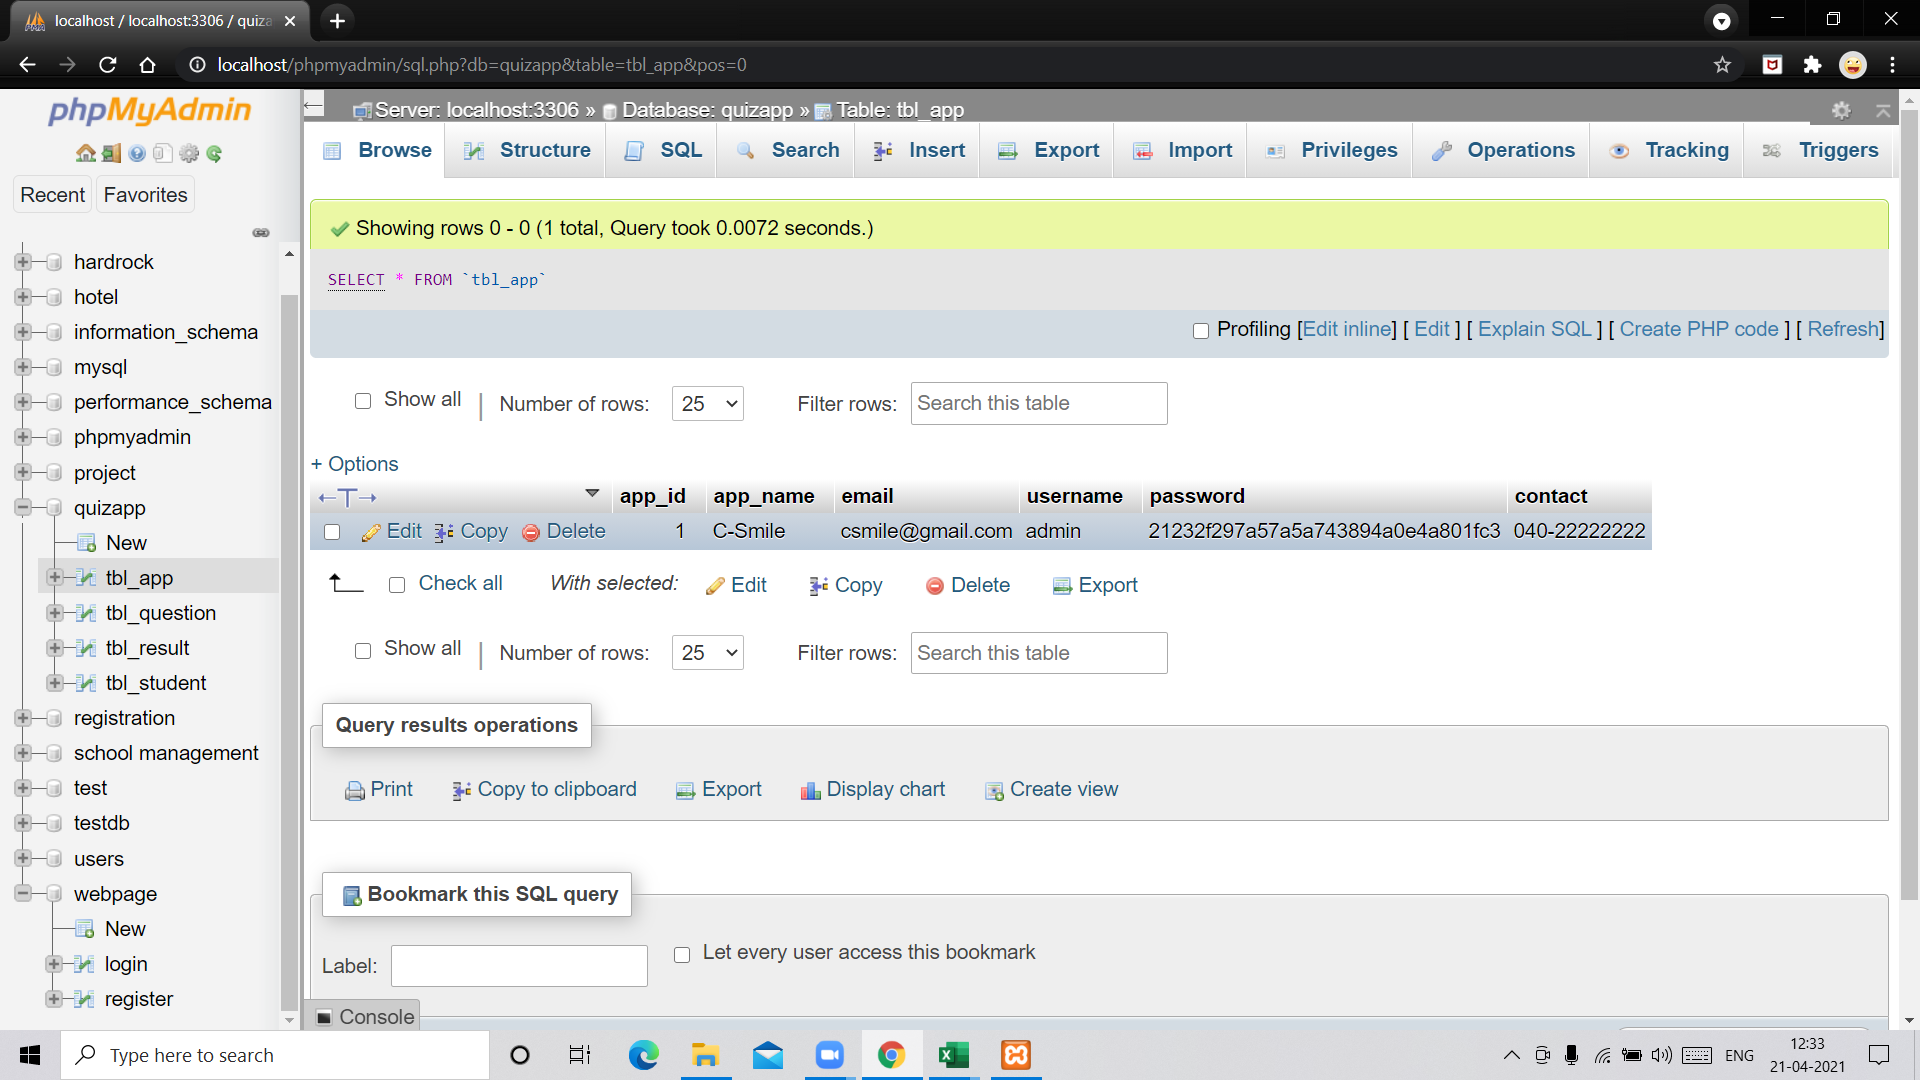 localhost / localhost:3306 / quiza
localhost/phpmyadmin/sql.php?db=quizapp&table=tbl_app&pos=0
phpMyAdmin
Recent
Favorites
hardrock
hotel
information_schema
mysql
performance_schema
phpmyadmin
project
quizapp
New
tbl_app
tbl_question
tbl_result
tbl_student
registration
school management
test
testdb
users
webpage
New
login
register
Server: localhost:3306 » Database: quizapp » Table: tbl_app
Browse Structure SQL Search Insert Export Import Privileges Operations Tracking Triggers
Showing rows 0 - 0 (1 total, Query took 0.0072 seconds.)
SELECT * FROM `tbl_app`
Profiling [Edit inline] [ Edit ] [ Explain SQL ] [ Create PHP code ] [ Refresh]
Show all | Number of rows: 25 Filter rows: Search this table
+ Options
←T→ app_id app_name email username password contact
Edit Copy Delete 1 C-Smile csmile@gmail.com admin 21232f297a57a5a743894a0e4a801fc3 040-22222222
Check all With selected: Edit Copy Delete Export
Show all | Number of rows: 25 Filter rows: Search this table
Query results operations
Print Copy to clipboard Export Display chart Create view
Bookmark this SQL query
Label: Let every user access this bookmark
Console
Type here to search
ENG
12:33
21-04-2021